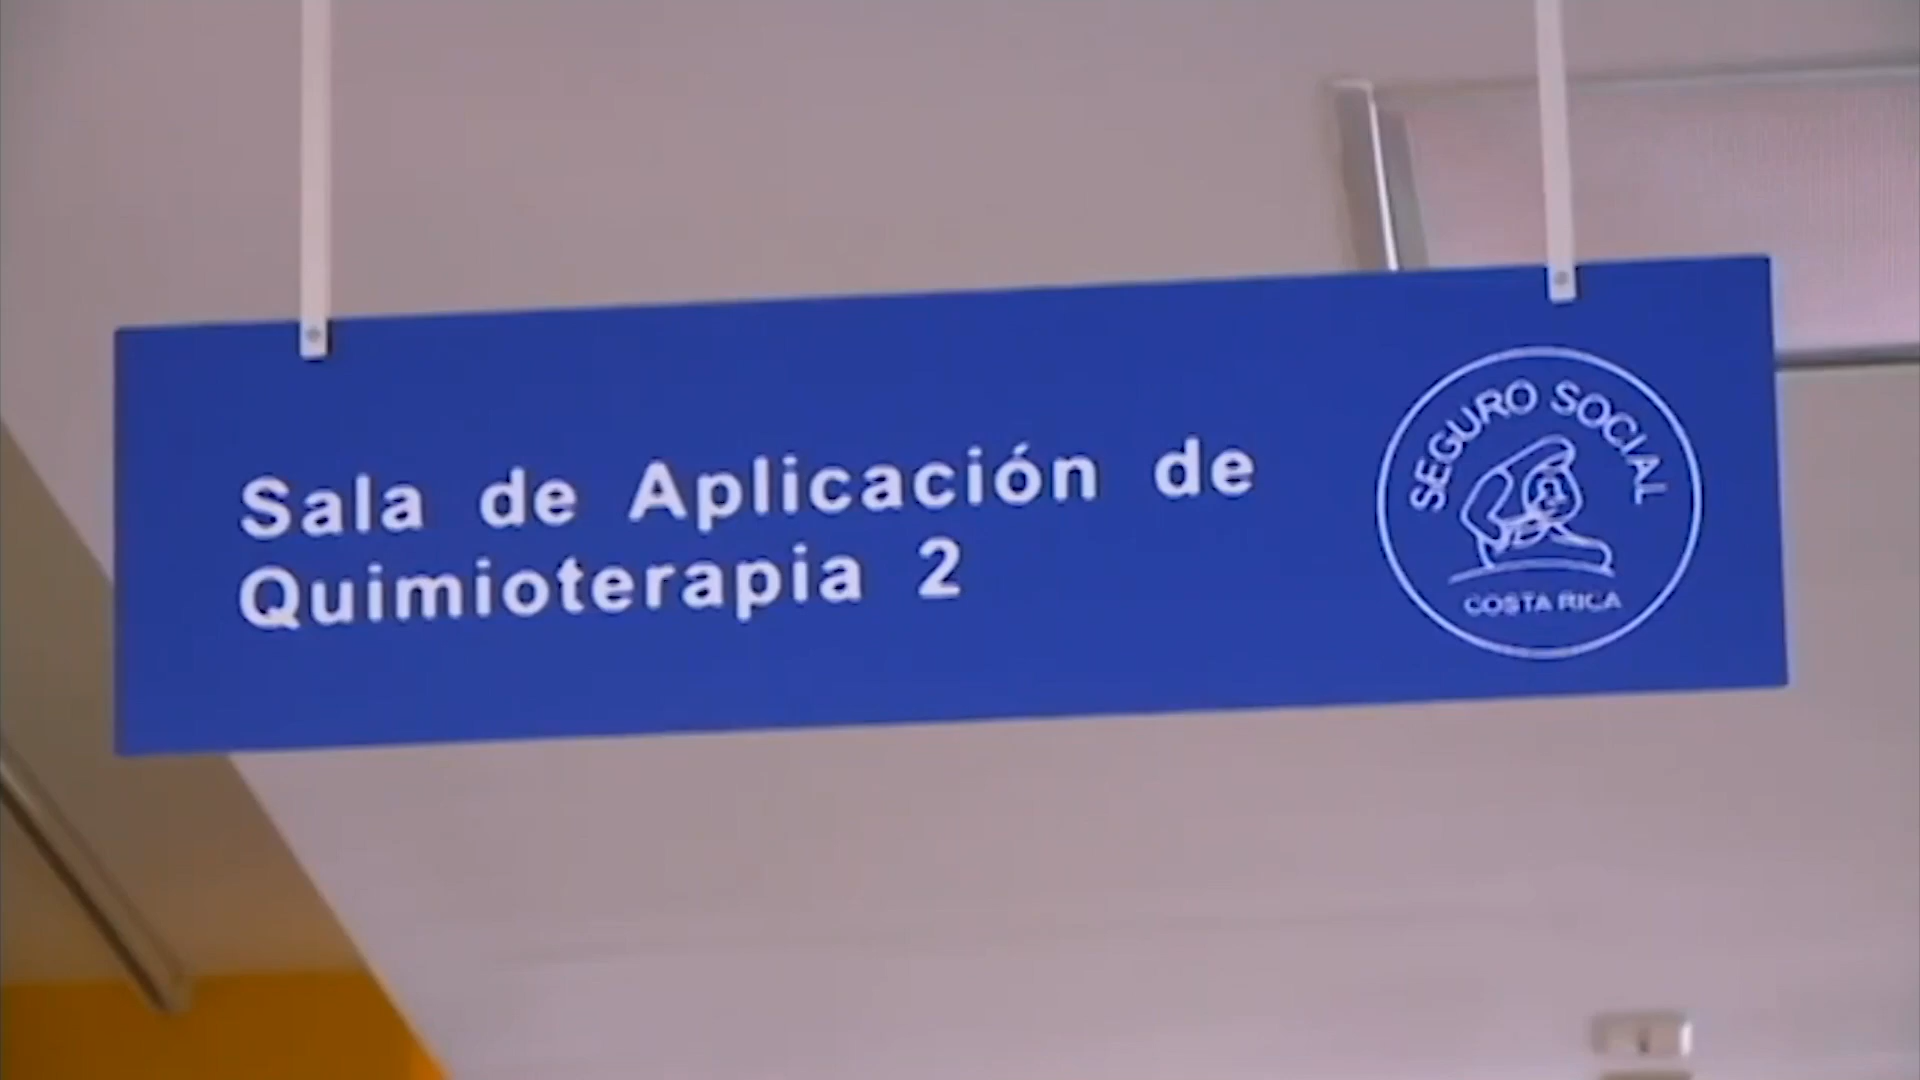 Sala de Aplicación de
Quimioterapia 2
SEGURO SOCIAL
COSTA RICA